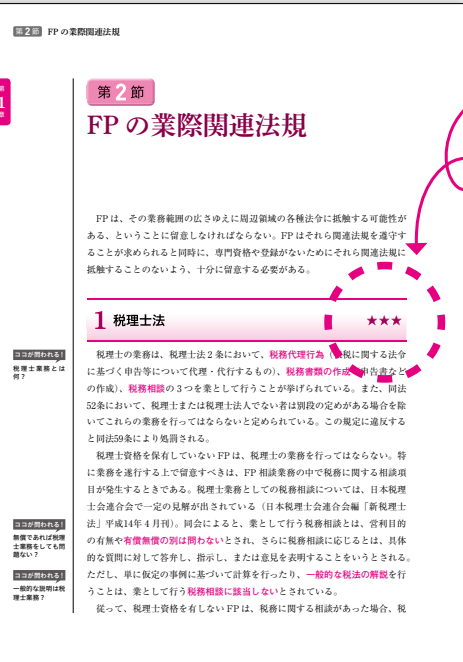 第2節 FPの業際関連法規
第
1
章
第2節
FPの業際関連法規
FPは、その業務範囲の広さゆえに周辺領域の各種法令に抵触する可能性が
ある、ということに留意しなければならない。FPはそれら関連法規を遵守す
ることが求められると同時に、専門資格や登録がないためにそれら関連法規に
抵触することのないよう、十分に留意する必要がある。
1 税理士法 ★★★
ココが問われる!
税理士業務とは
何?
税理士の業務は、税理士法2条において、税務代理行為(税に関する法令
に基づく申告等について代理・代行するもの)、税務書類の作成(申告書など
の作成)、税務相談の3つを業として行うことが挙げられている。また、同法
52条において、税理士または税理士法人でない者は別段の定めがある場合を除
いてこれらの業務を行ってはならないと定められている。この規定に違反する
と同法59条により処罰される。
税理士資格を保有していないFPは、税理士の業務を行ってはならない。特
に業務を遂行する上で留意すべきは、FP相談業務の中で税務に関する相談項
目が発生するときである。税理士業務としての税務相談については、日本税理
士会連合会で一定の見解が出されている(日本税理士会連合会編「新税理士
法」平成14年4月刊)。同会によると、業として行う税務相談とは、営利目的
ココが問われる!
無償であれば税理
士業務をしても問
題ない?
の有無や有償無償の別は問わないとされ、さらに税務相談に応じるとは、具体
的な質問に対して答弁し、指示し、または意見を表明することをいうとされる。
ココが問われる!
一般的な説明は税
理士業務?
ただし、単に仮定の事例に基づいて計算を行ったり、一般的な税法の解説を行
うことは、業として行う税務相談に該当しないとされている。
従って、税理士資格を有しないFPは、税務に関する相談があった場合、税